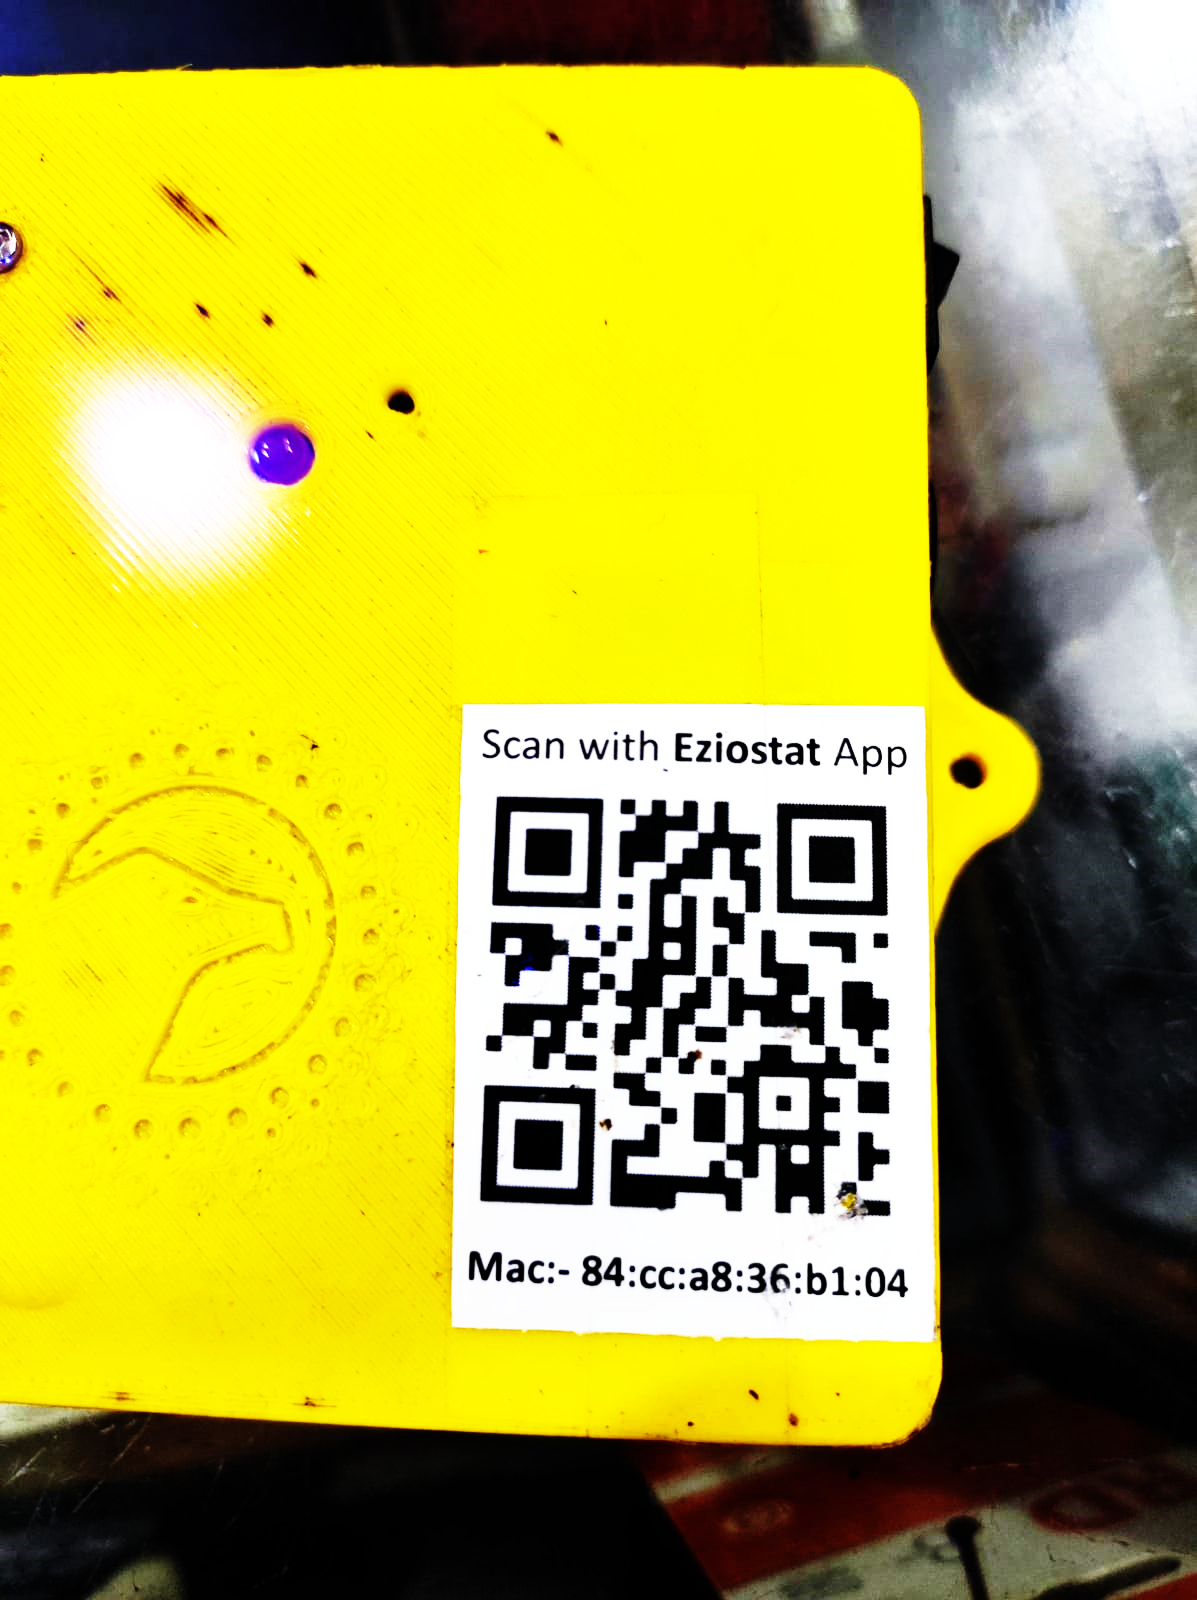 Scan with Eziostat App
Mac:- 84:cc:a8:36:b1:04